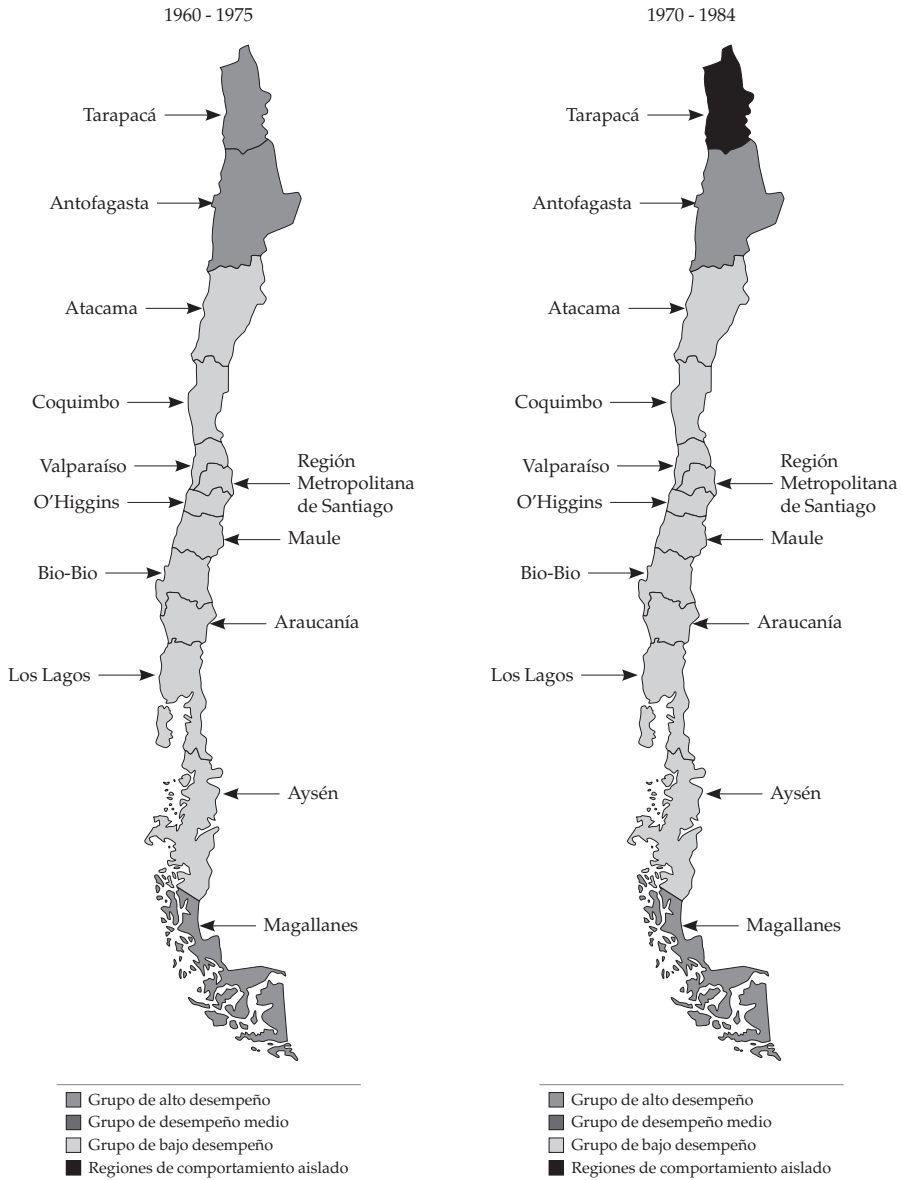 1960 - 1975
Tarapacá
Antofagasta
Atacama
Coquimbo
Valparaíso
Región
Metropolitana
de Santiago
O'Higgins
Maule
Bio-Bio
Araucanía
Los Lagos
Aysén
Magallanes
Grupo de alto desempeño
Grupo de desempeño medio
Grupo de bajo desempeño
Regiones de comportamiento aislado
1970 - 1984
Tarapacá
Antofagasta
Atacama
Coquimbo
Valparaíso
Región
Metropolitana
de Santiago
O'Higgins
Maule
Bio-Bio
Araucanía
Los Lagos
Aysén
Magallanes
Grupo de alto desempeño
Grupo de desempeño medio
Grupo de bajo desempeño
Regiones de comportamiento aislado